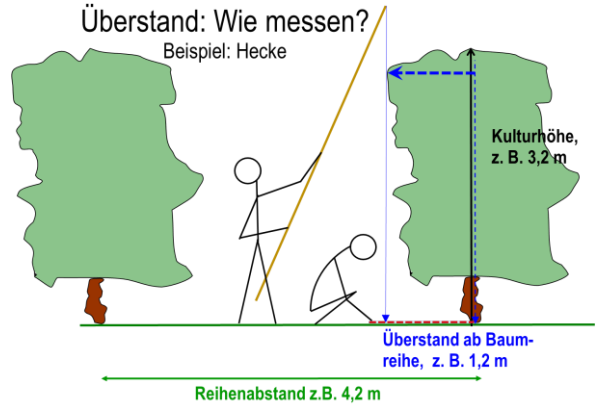 Überstand: Wie messen?
Beispiel: Hecke
Kulturhöhe,
z. B. 3,2 m
Überstand ab Baum-
reihe,  z. B. 1,2 m
Reihenabstand z.B. 4,2 m